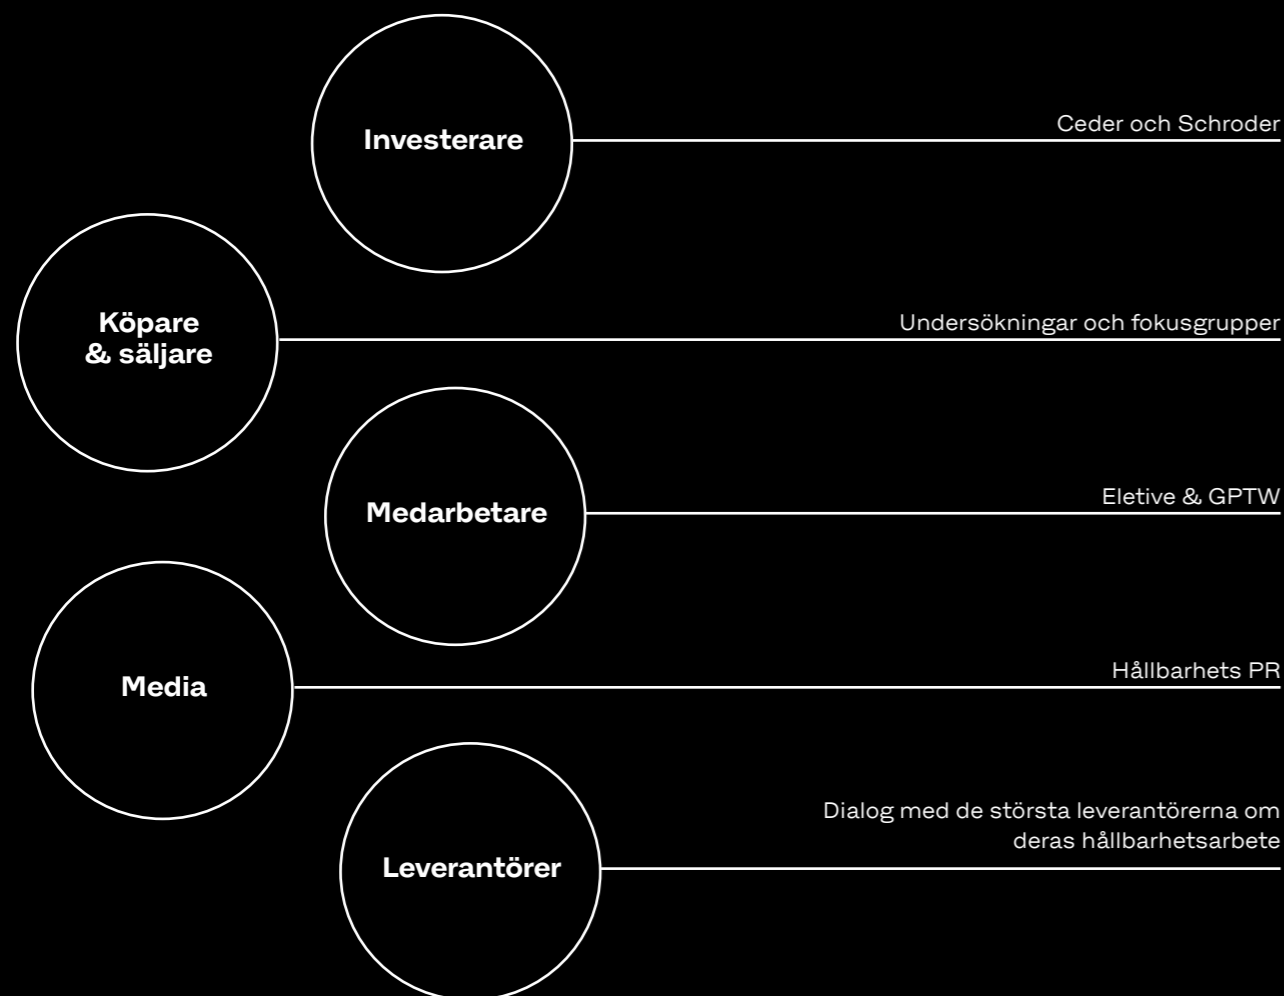 Investerare
Ceder och Schroder
Köpare
& säljare
Undersökningar och fokusgrupper
Medarbetare
Eletive & GPTW
Media
Hållbarhets PR
Leverantörer
Dialog med de största leverantörerna om
deras hållbarhetsarbete